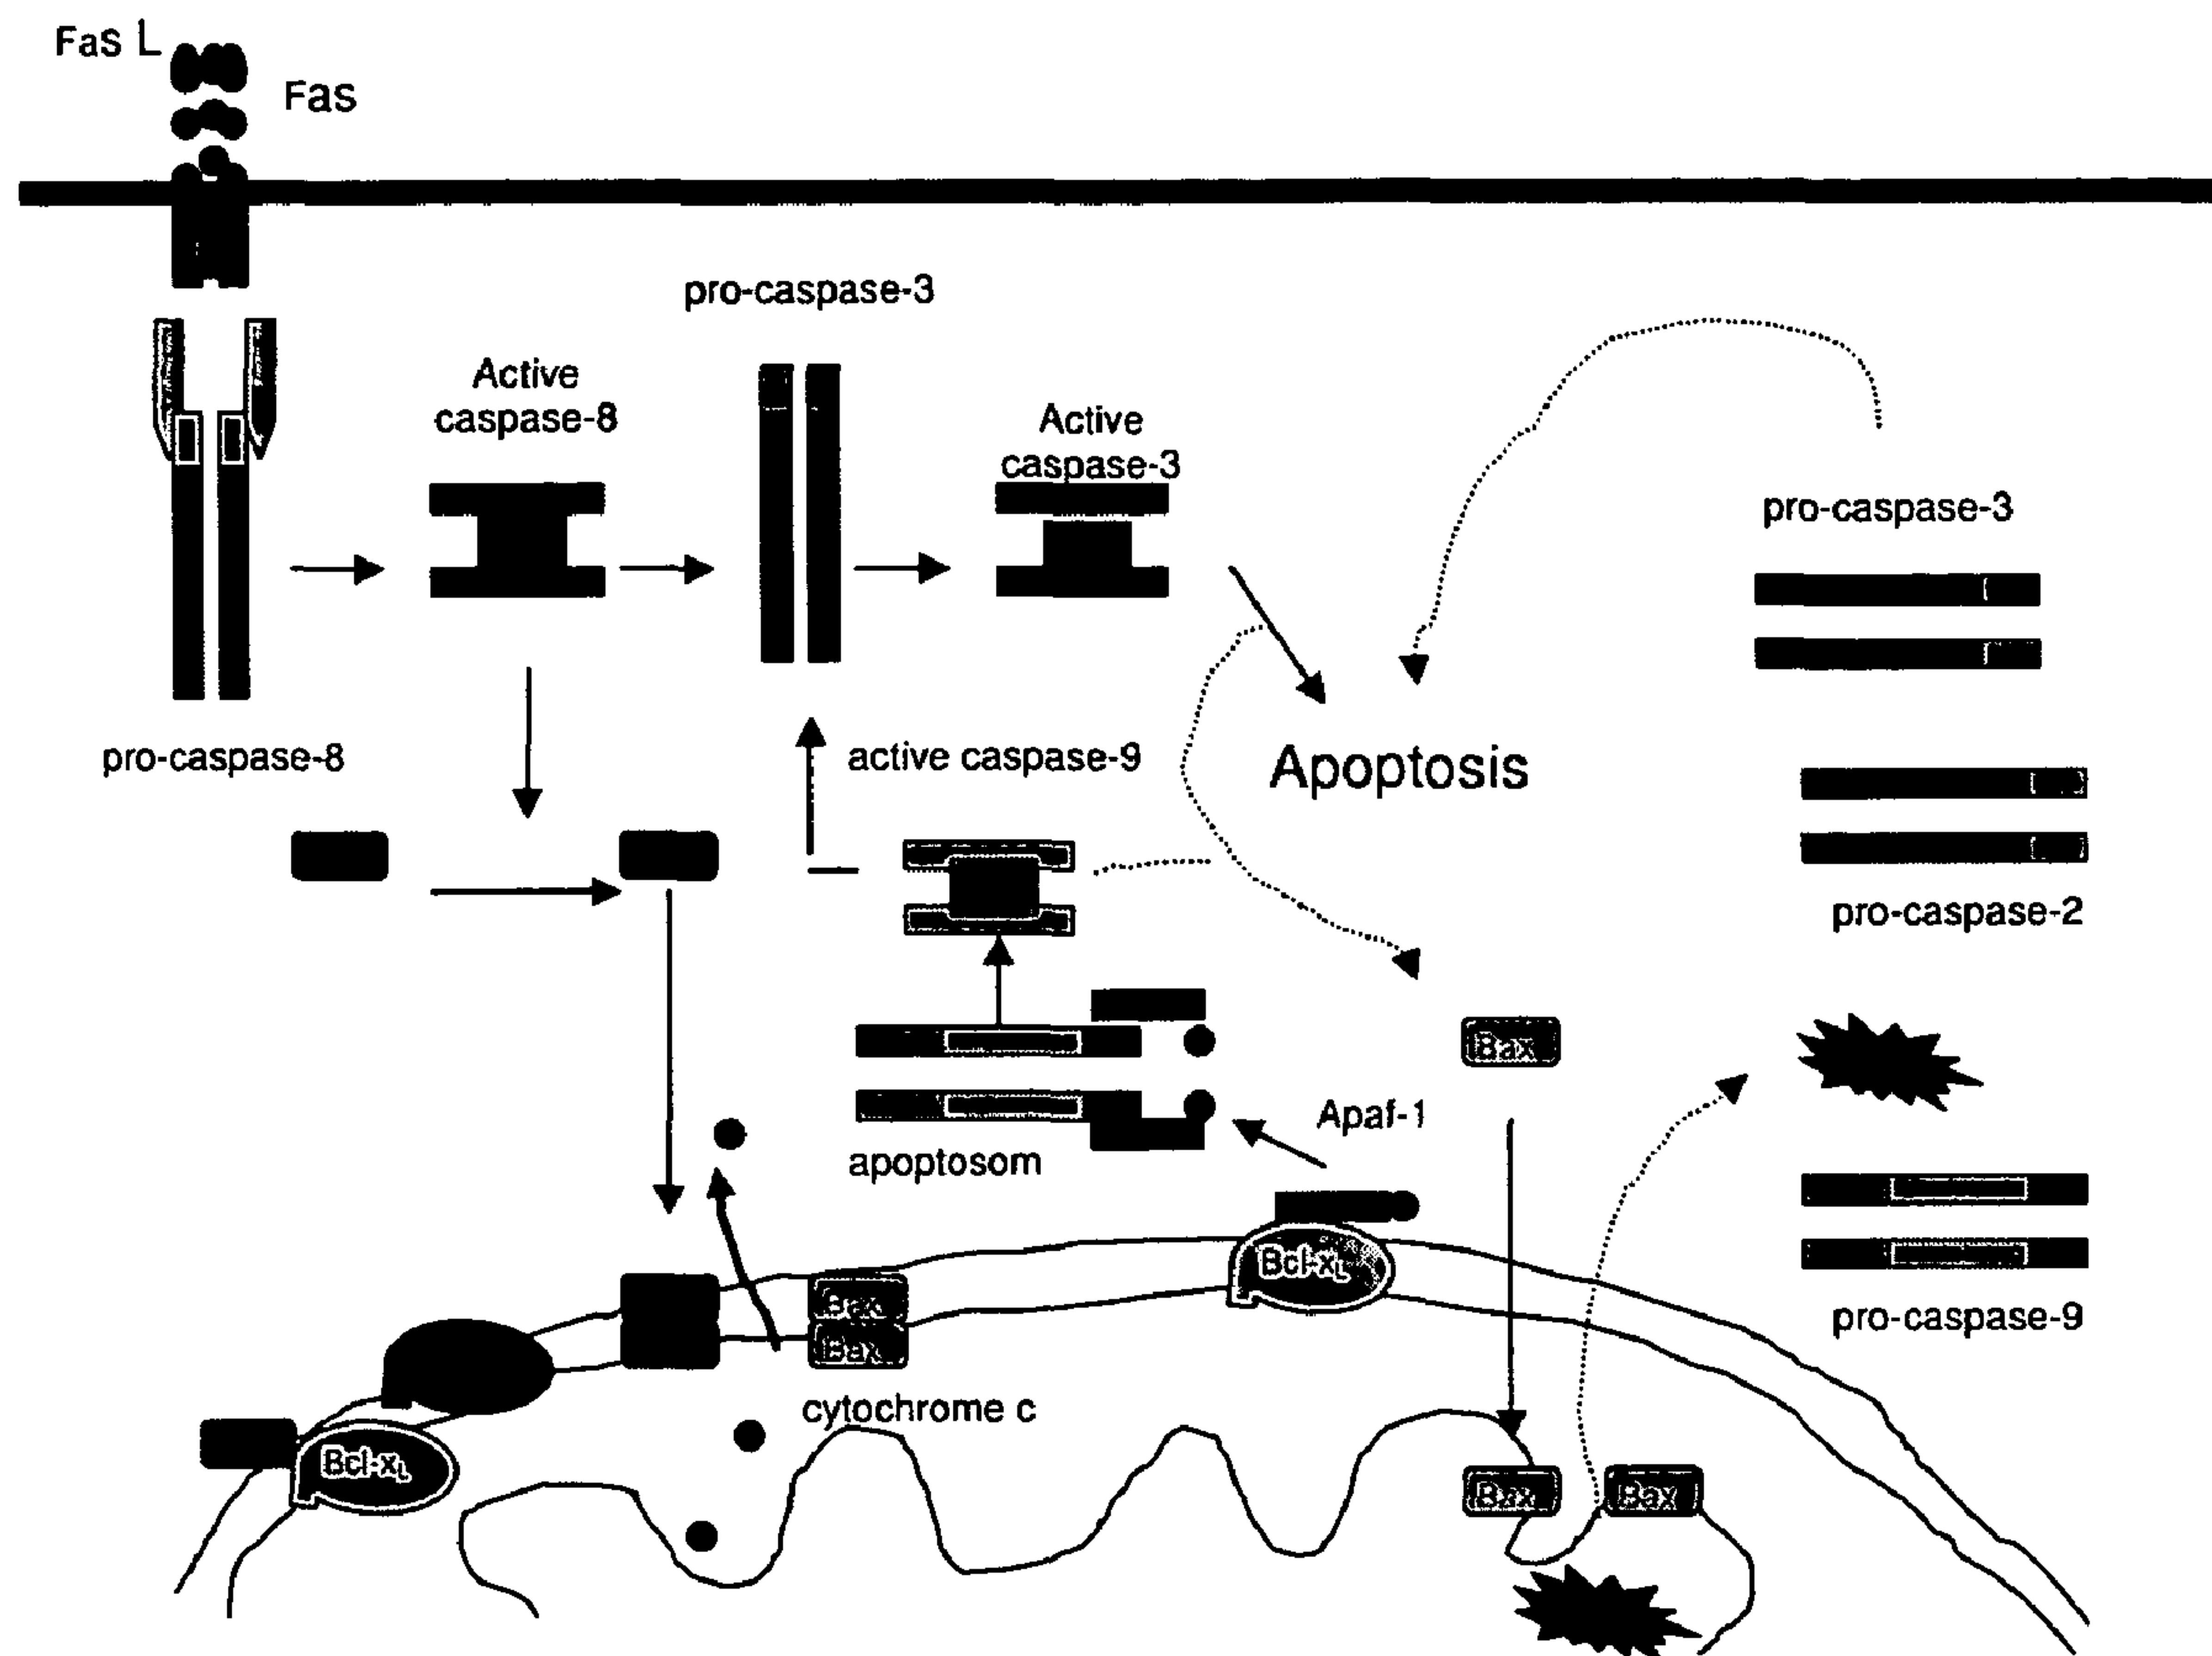 Fas L
Fas
pro-caspase-3
Active
caspase-8
Active
caspase-3
pro-caspase-3
pro-caspase-8
active caspase-9
Apoptosis
pro-caspase-2
Bax
Apaf-1
apoptosom
Bcl-xL
Bax
Bax
pro-caspase-9
cytochrome c
Bcl-xL
Bax
Bax